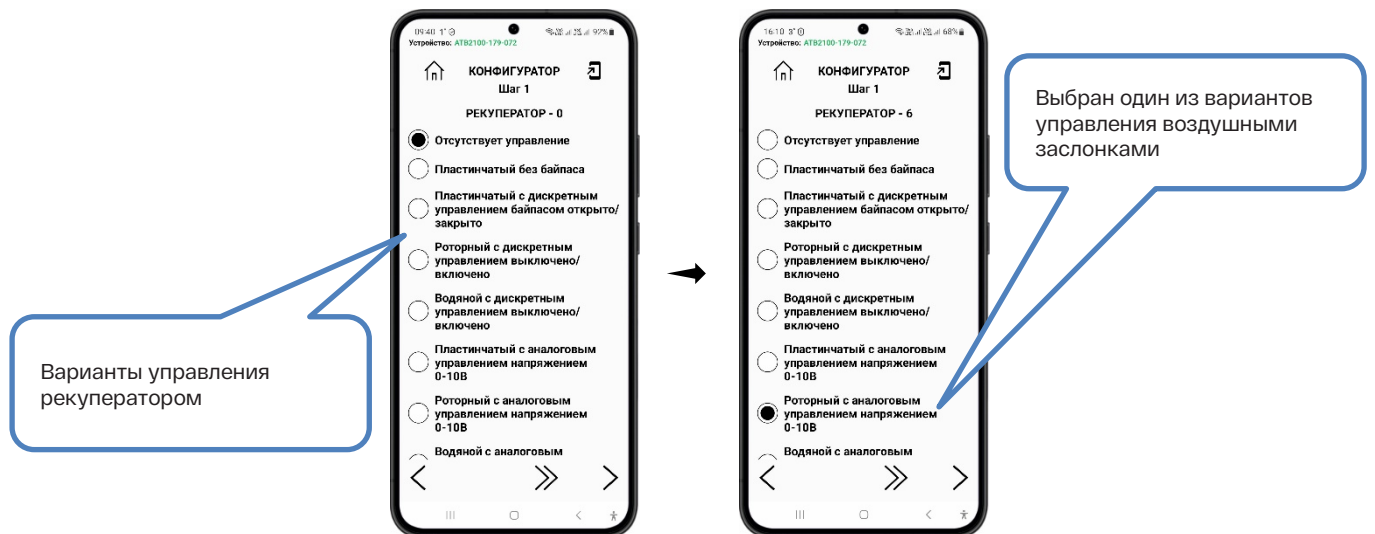 09:40
92%
Устройство: ATB2100-179-072
КОНФИГУРАТОР
Шаг 1
РЕКУПЕРАТОР - 0
Отсутствует управление
Пластинчатый без байпаса
Пластинчатый с дискретным
управлением байпасом открыто/
закрыто
Роторный с дискретным
управлением выключено/
включено
Водяной с дискретным
управлением выключено/
включено
Пластинчатый с аналоговым
управлением напряжением
0-10В
Роторный с аналоговым
управлением напряжением
0-10В
Водяной с аналоговым
Варианты управления
рекуператором
16:10
68%
Устройство: ATB2100-179-072
КОНФИГУРАТОР
Шаг 1
РЕКУПЕРАТОР - 6
Отсутствует управление
Пластинчатый без байпаса
Пластинчатый с дискретным
управлением байпасом открыто/
закрыто
Роторный с дискретным
управлением выключено/
включено
Водяной с дискретным
управлением выключено/
включено
Пластинчатый с аналоговым
управлением напряжением
0-10В
Роторный с аналоговым
управлением напряжением
0-10В
Водяной с аналоговым
Выбран один из вариантов
управления воздушными
заслонками